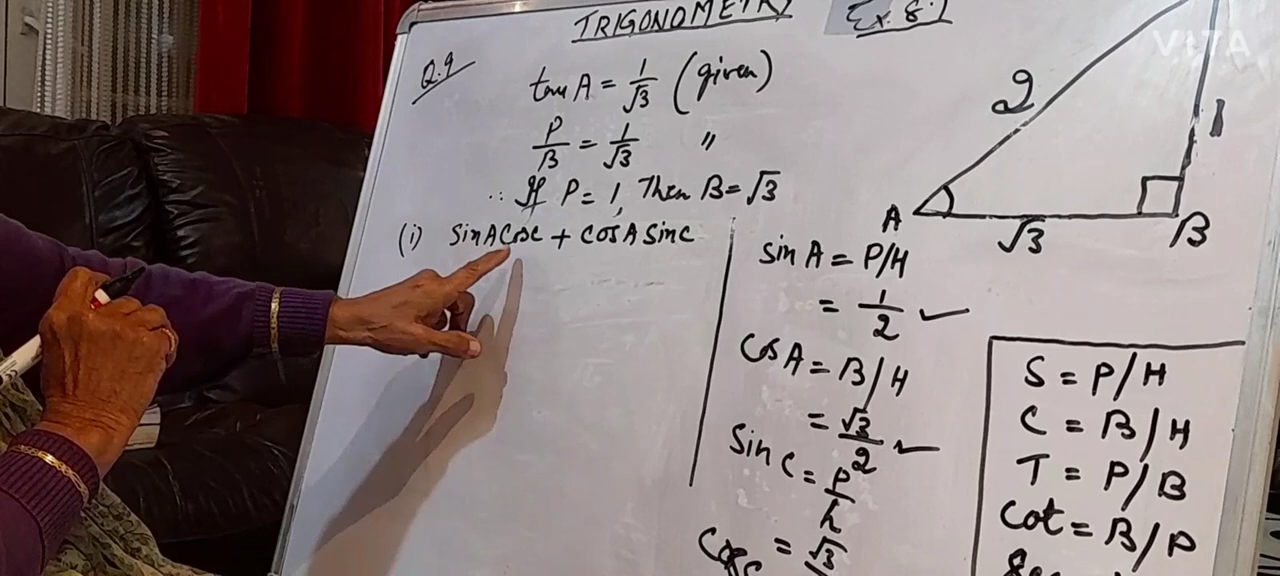 TRIGONOMETRY Ex. 8.1
VITA
Q.9
tan A = 1/√3 (given)
P/B = 1/√3 "
∴ If P = 1, Then B = √3
(i) SinA CosC + CosA SinC
2
1
A
√3
B
Sin A = P/H
= 1/2 ✓
Cos A = B/H
= √3/2 ✓
Sin C = P/h
= √3
Cos C
S = P/H
C = B/H
T = P/B
Cot = B/P